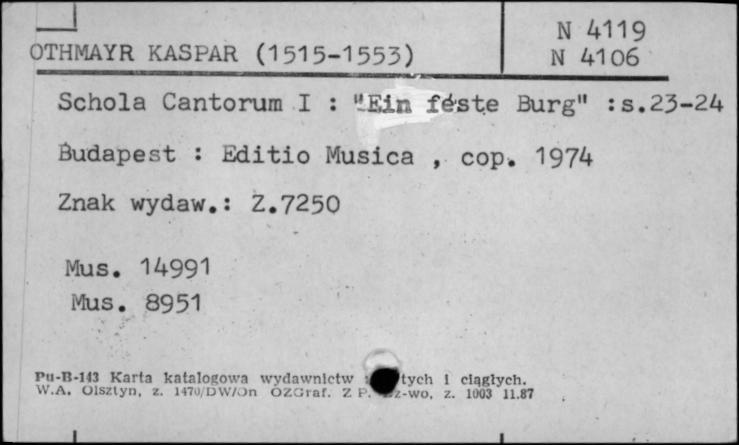 N 4119
OTHMAYR KASPAR (1515-1553) N 4106
Schola Cantorum I : "Ein feste Burg" :s.23-24
Budapest : Editio Musica , cop. 1974
Znak wydaw.: Z.7250
Mus. 14991
Mus. 8951
Pu-B-143 Karta katalogowa wydawnictw tych i ciągłych.
W.A. Olsztyn, z. 1470/DW/On OZGraf. Z P. z-wo, z. 1003 11.87